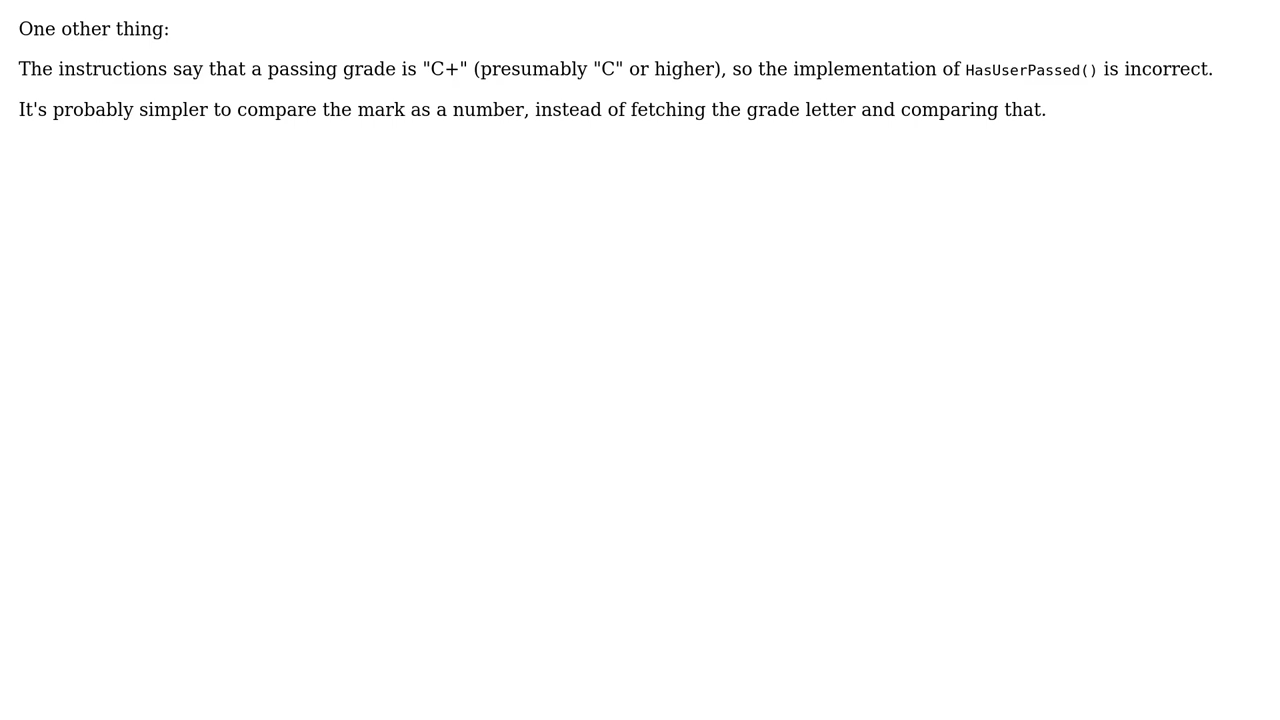 One other thing:
The instructions say that a passing grade is "C+" (presumably "C" or higher), so the implementation of HasUserPassed() is incorrect.
It's probably simpler to compare the mark as a number, instead of fetching the grade letter and comparing that.